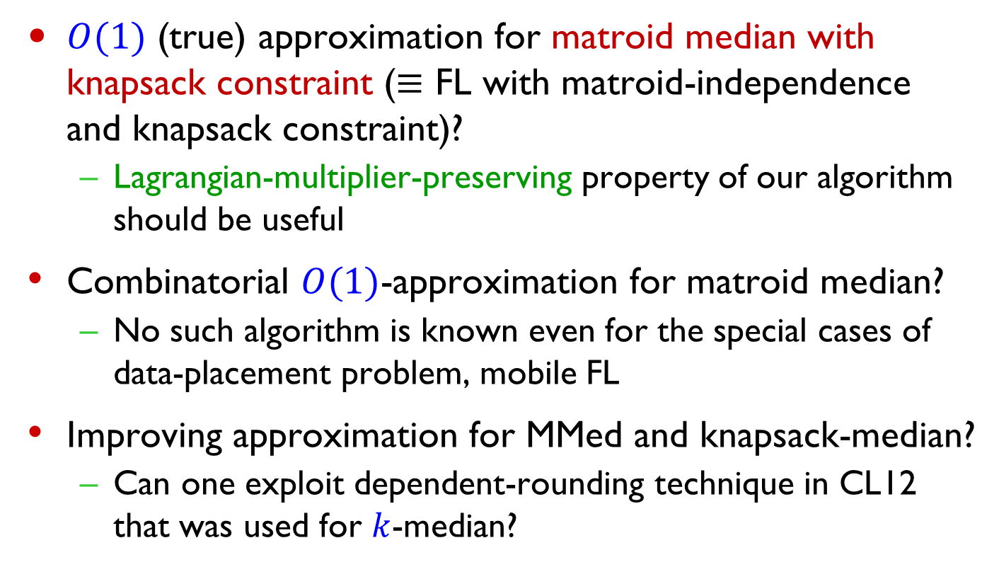 • O(1) (true) approximation for matroid median with
knapsack constraint (≡ FL with matroid-independence
and knapsack constraint)?
– Lagrangian-multiplier-preserving property of our algorithm
should be useful
• Combinatorial O(1)-approximation for matroid median?
– No such algorithm is known even for the special cases of
data-placement problem, mobile FL
• Improving approximation for MMed and knapsack-median?
– Can one exploit dependent-rounding technique in CL12
that was used for k-median?